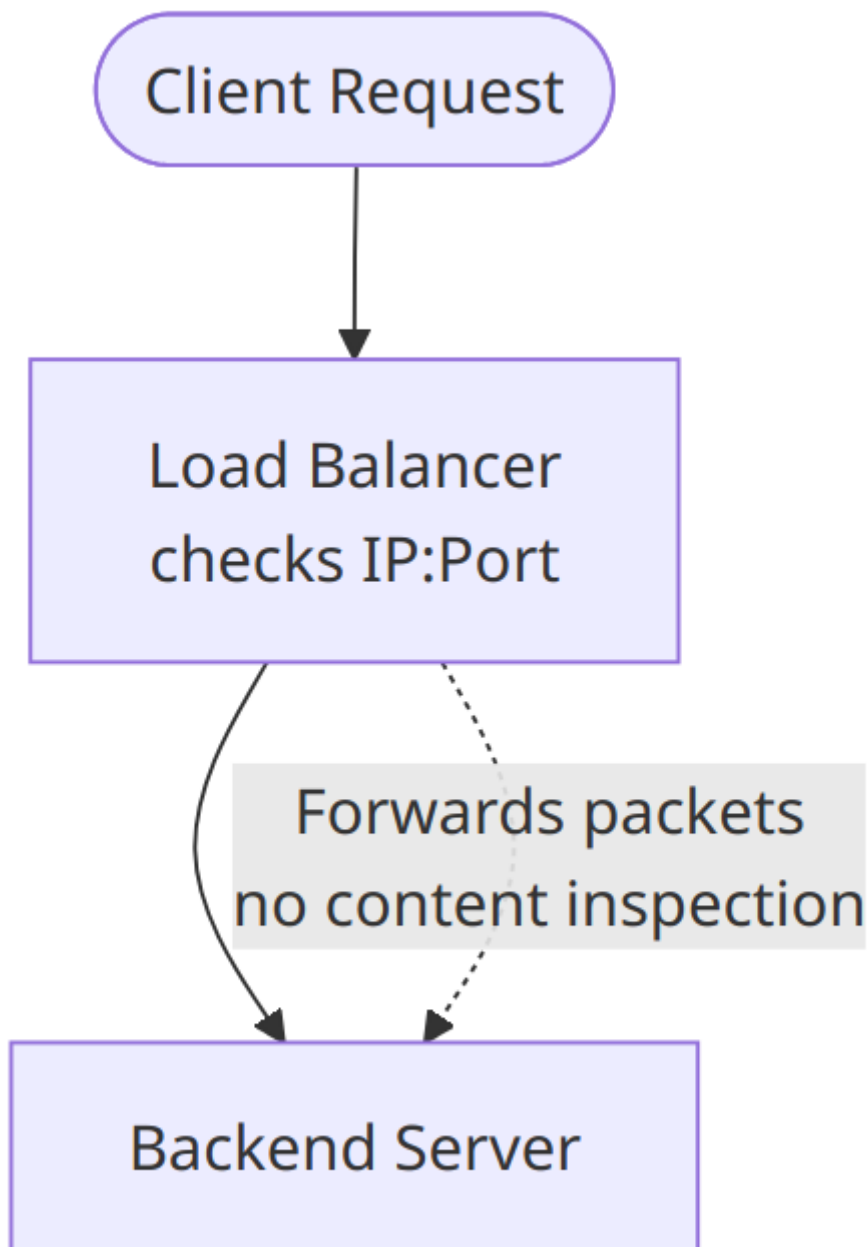 Client Request
Load Balancer
checks IP:Port
Forwards packets
no content inspection
Backend Server